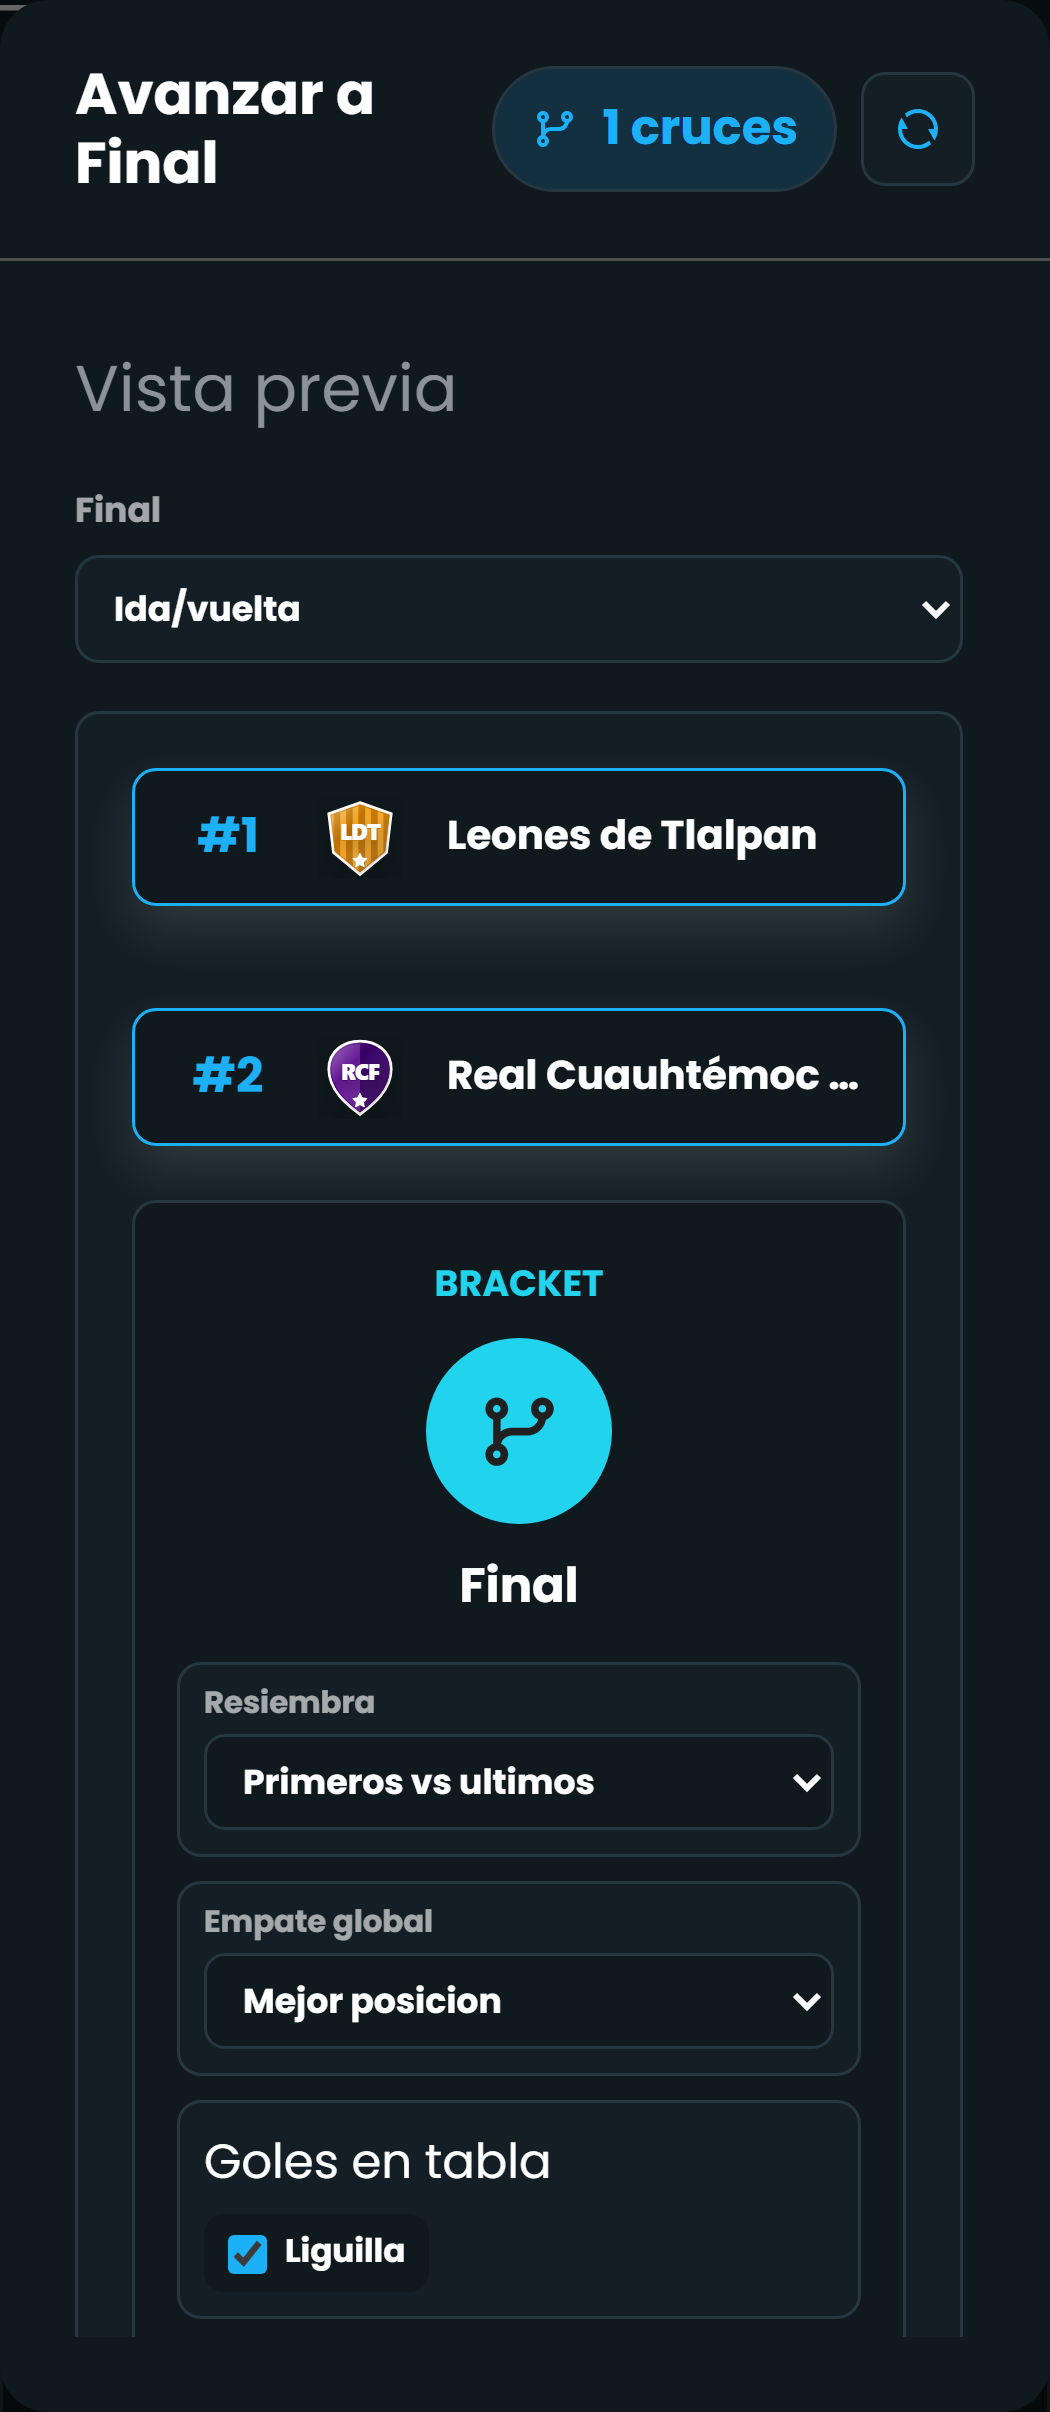 Avanzar a
Final
1 cruces
Vista previa
Final
Ida/vuelta
#1
LDT
Leones de Tlalpan
#2
RCF
Real Cuauhtémoc ...
BRACKET
Final
Resiembra
Primeros vs ultimos
Empate global
Mejor posicion
Goles en tabla
Liguilla